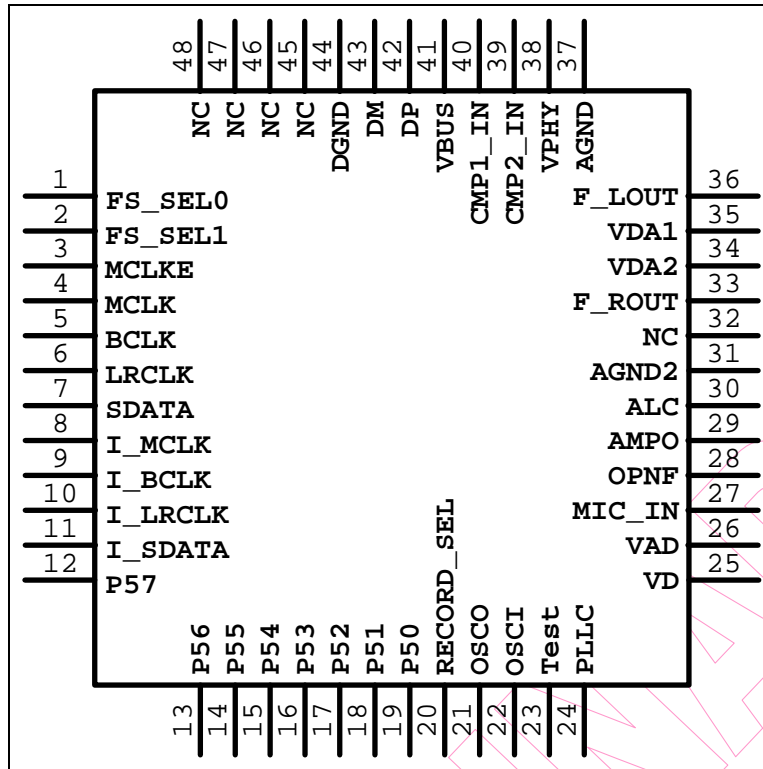 48 47 46 45 44 43 42 41 40 39 38 37
NC NC NC NC DGND DM DP VBUS CMP1_IN CMP2_IN VPHY AGND
1 FS_SEL0
2 FS_SEL1
3 MCLKE
4 MCLK
5 BCLK
6 LRCLK
7 SDATA
8 I_MCLK
9 I_BCLK
10 I_LRCLK
11 I_SDATA
12 P57
F_LOUT 36
VDA1 35
VDA2 34
F_ROUT 33
NC 32
AGND2 31
ALC 30
AMPO 29
OPNF 28
MIC_IN 27
VAD 26
VD 25
P56 P55 P54 P53 P52 P51 P50 RECORD_SEL OSCO OSCI Test PLLC
13 14 15 16 17 18 19 20 21 22 23 24